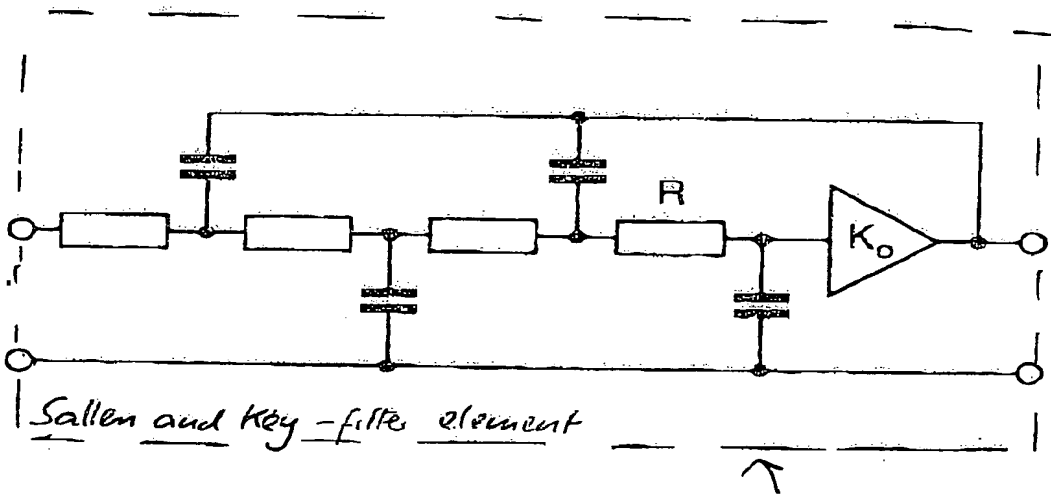 R
K₀
Sallen and Key -filter element